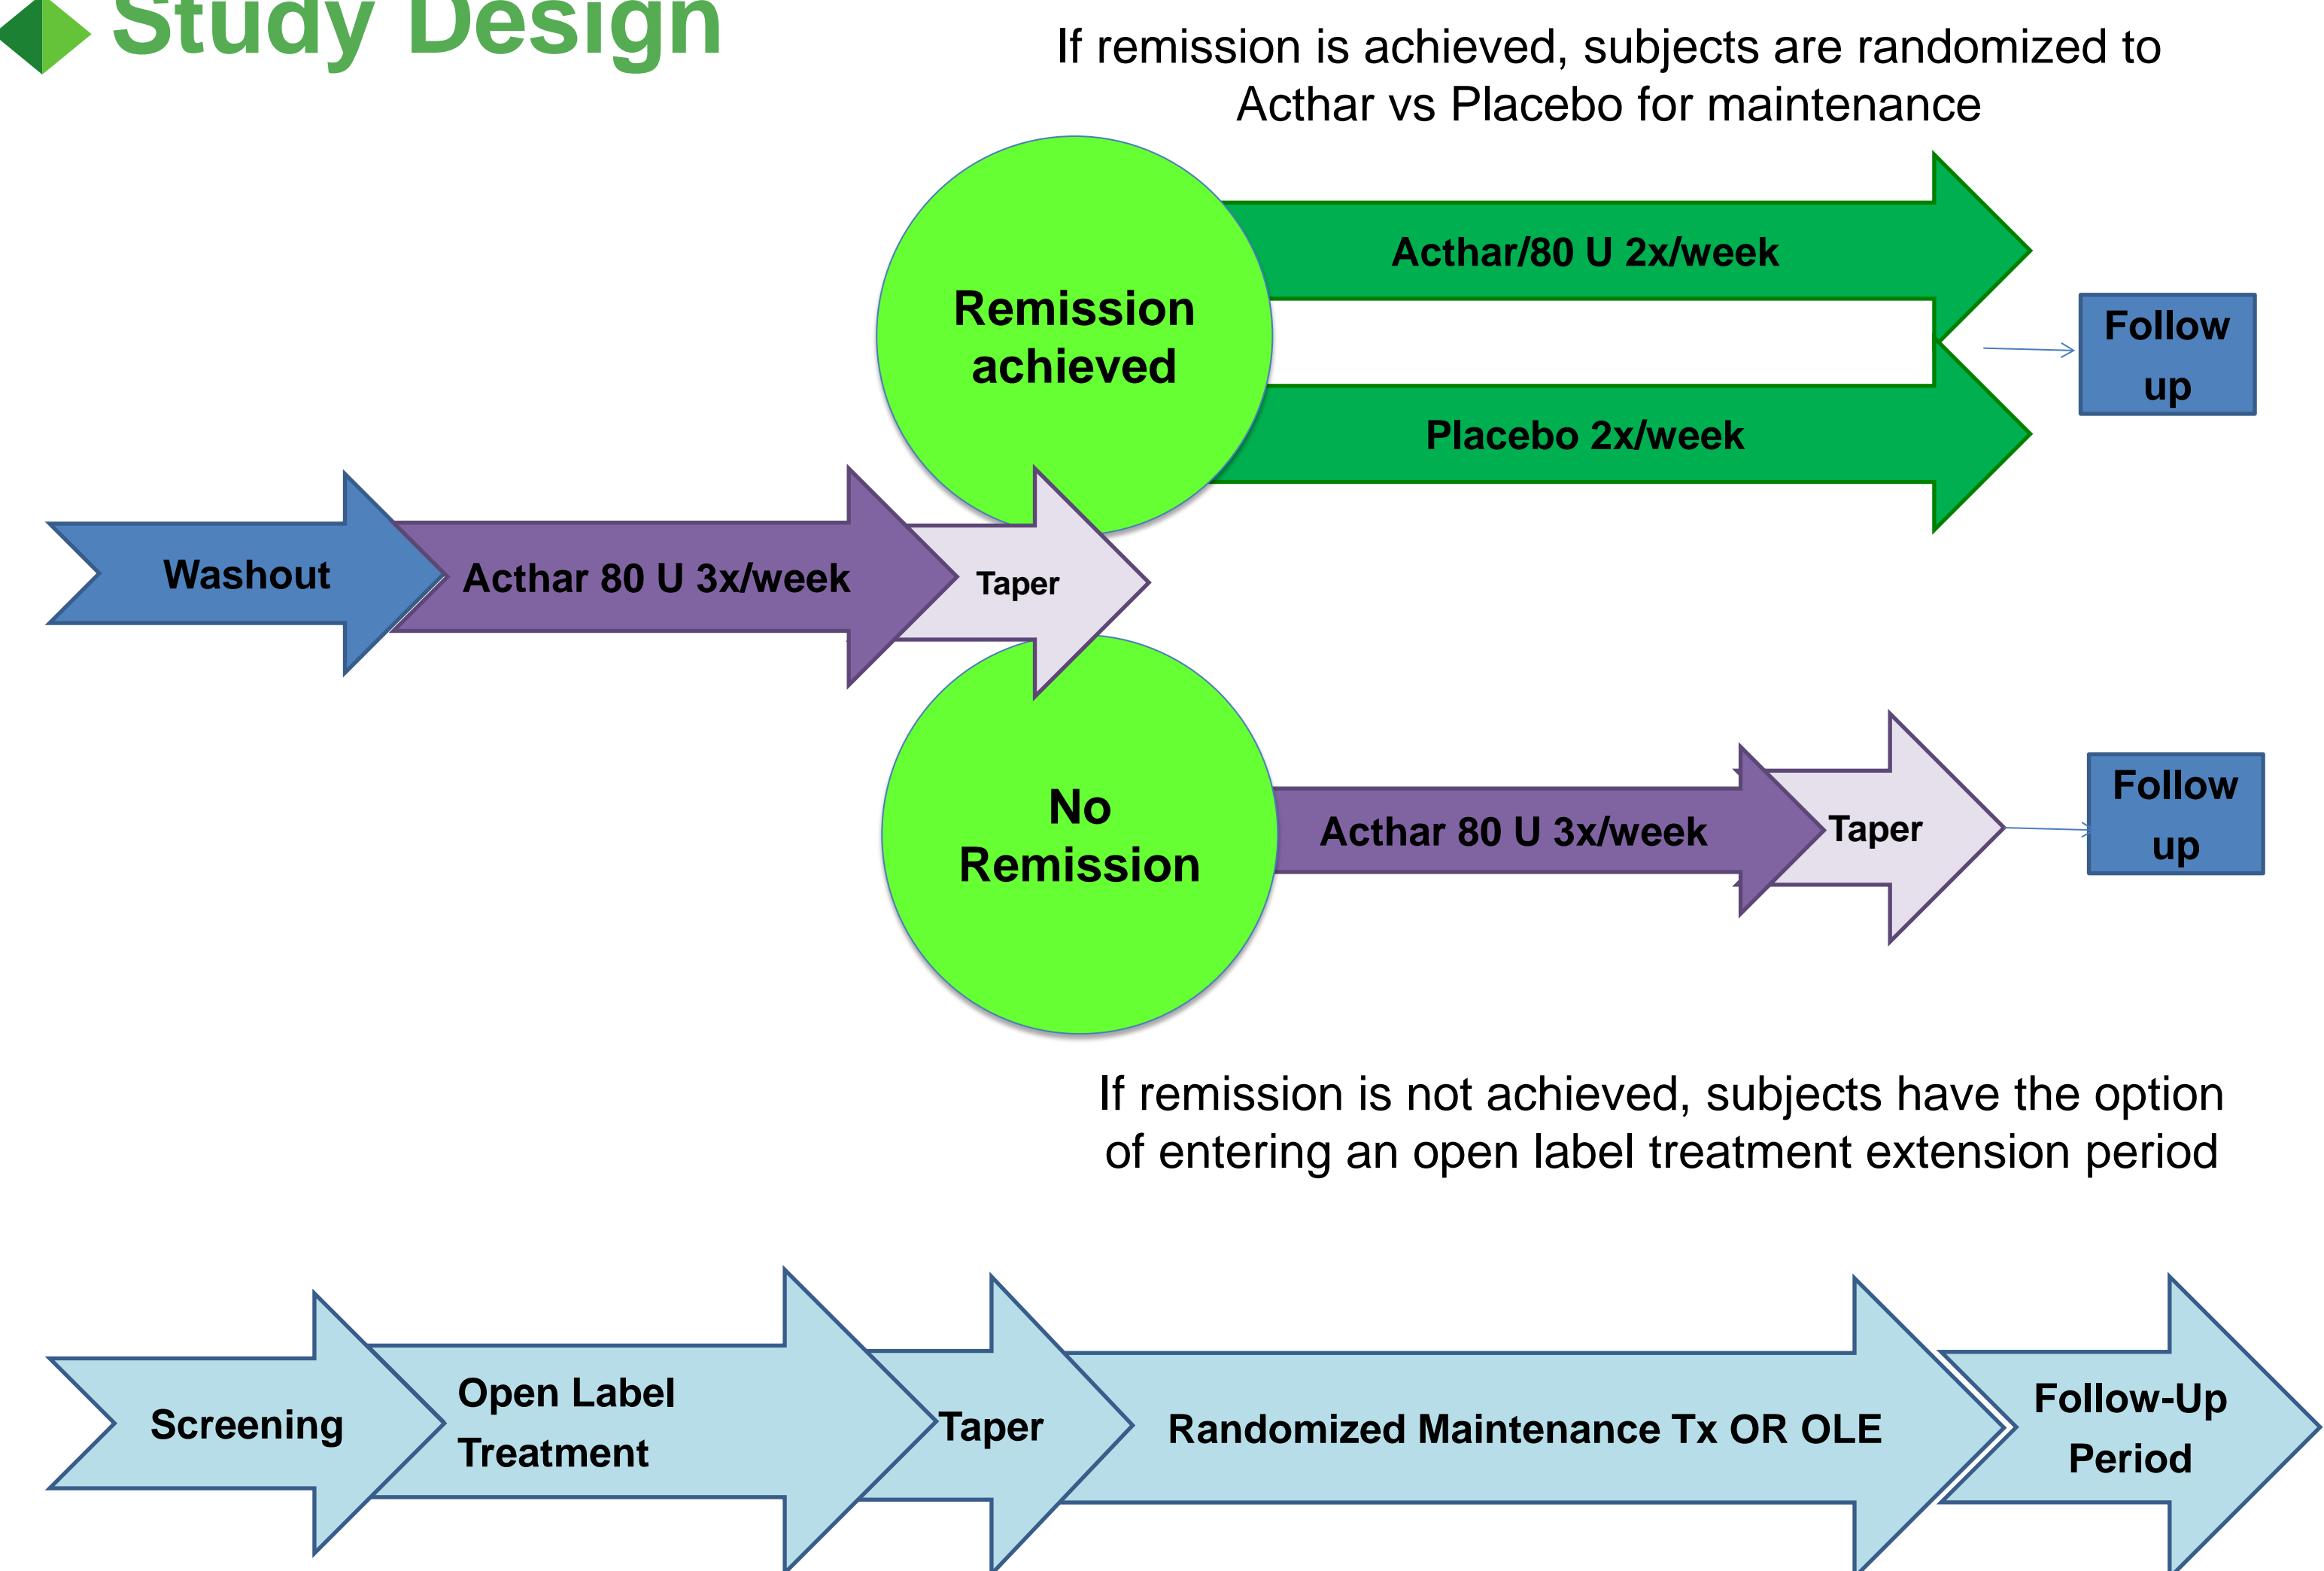 Study Design
If remission is achieved, subjects are randomized to
Acthar vs Placebo for maintenance
Acthar/80 U 2x/week
Remission
achieved
Follow
up
Placebo 2x/week
Washout
Acthar 80 U 3x/week
Taper
No
Remission
Acthar 80 U 3x/week
Taper
Follow
up
If remission is not achieved, subjects have the option
of entering an open label treatment extension period
Screening
Open Label
Treatment
Taper
Randomized Maintenance Tx OR OLE
Follow-Up
Period